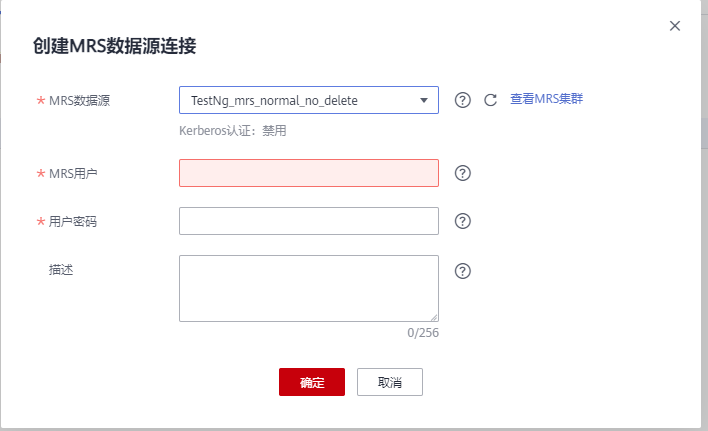 创建MRS数据源连接
* MRS数据源 TestNg_mrs_normal_no_delete 查看MRS集群
Kerberos认证：禁用
* MRS用户
* 用户密码
描述
0/256
确定 取消